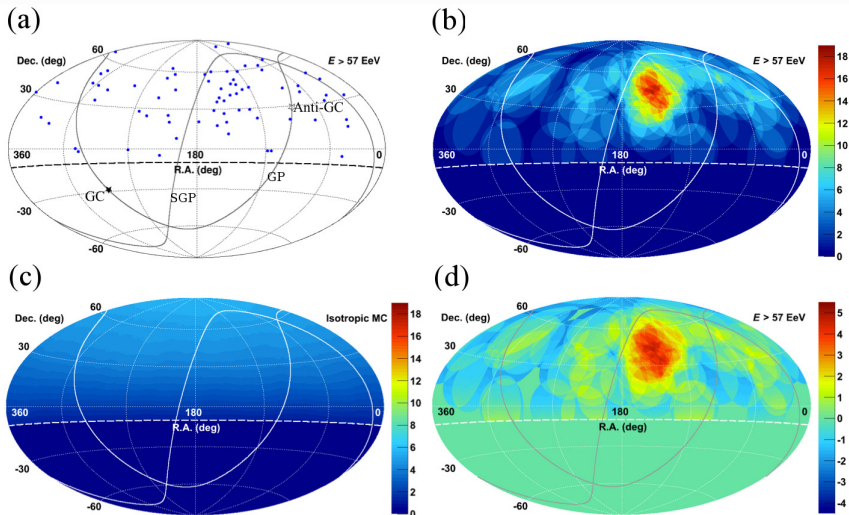 (a)
Dec. (deg)
60
E > 57 EeV
30
Anti-GC
360
180
0
R.A. (deg)
GP
GC
SGP
-30
-60
(b)
Dec. (deg)
60
E > 57 EeV
30
360
180
0
R.A. (deg)
-30
-60
18
16
14
12
10
8
6
4
2
0
(c)
Dec. (deg)
60
Isotropic MC
30
360
180
0
R.A. (deg)
-30
-60
18
16
14
12
10
8
6
4
2
0
(d)
Dec. (deg)
60
E > 57 EeV
30
360
180
0
R.A. (deg)
-30
-60
5
4
3
2
1
0
-1
-2
-3
-4